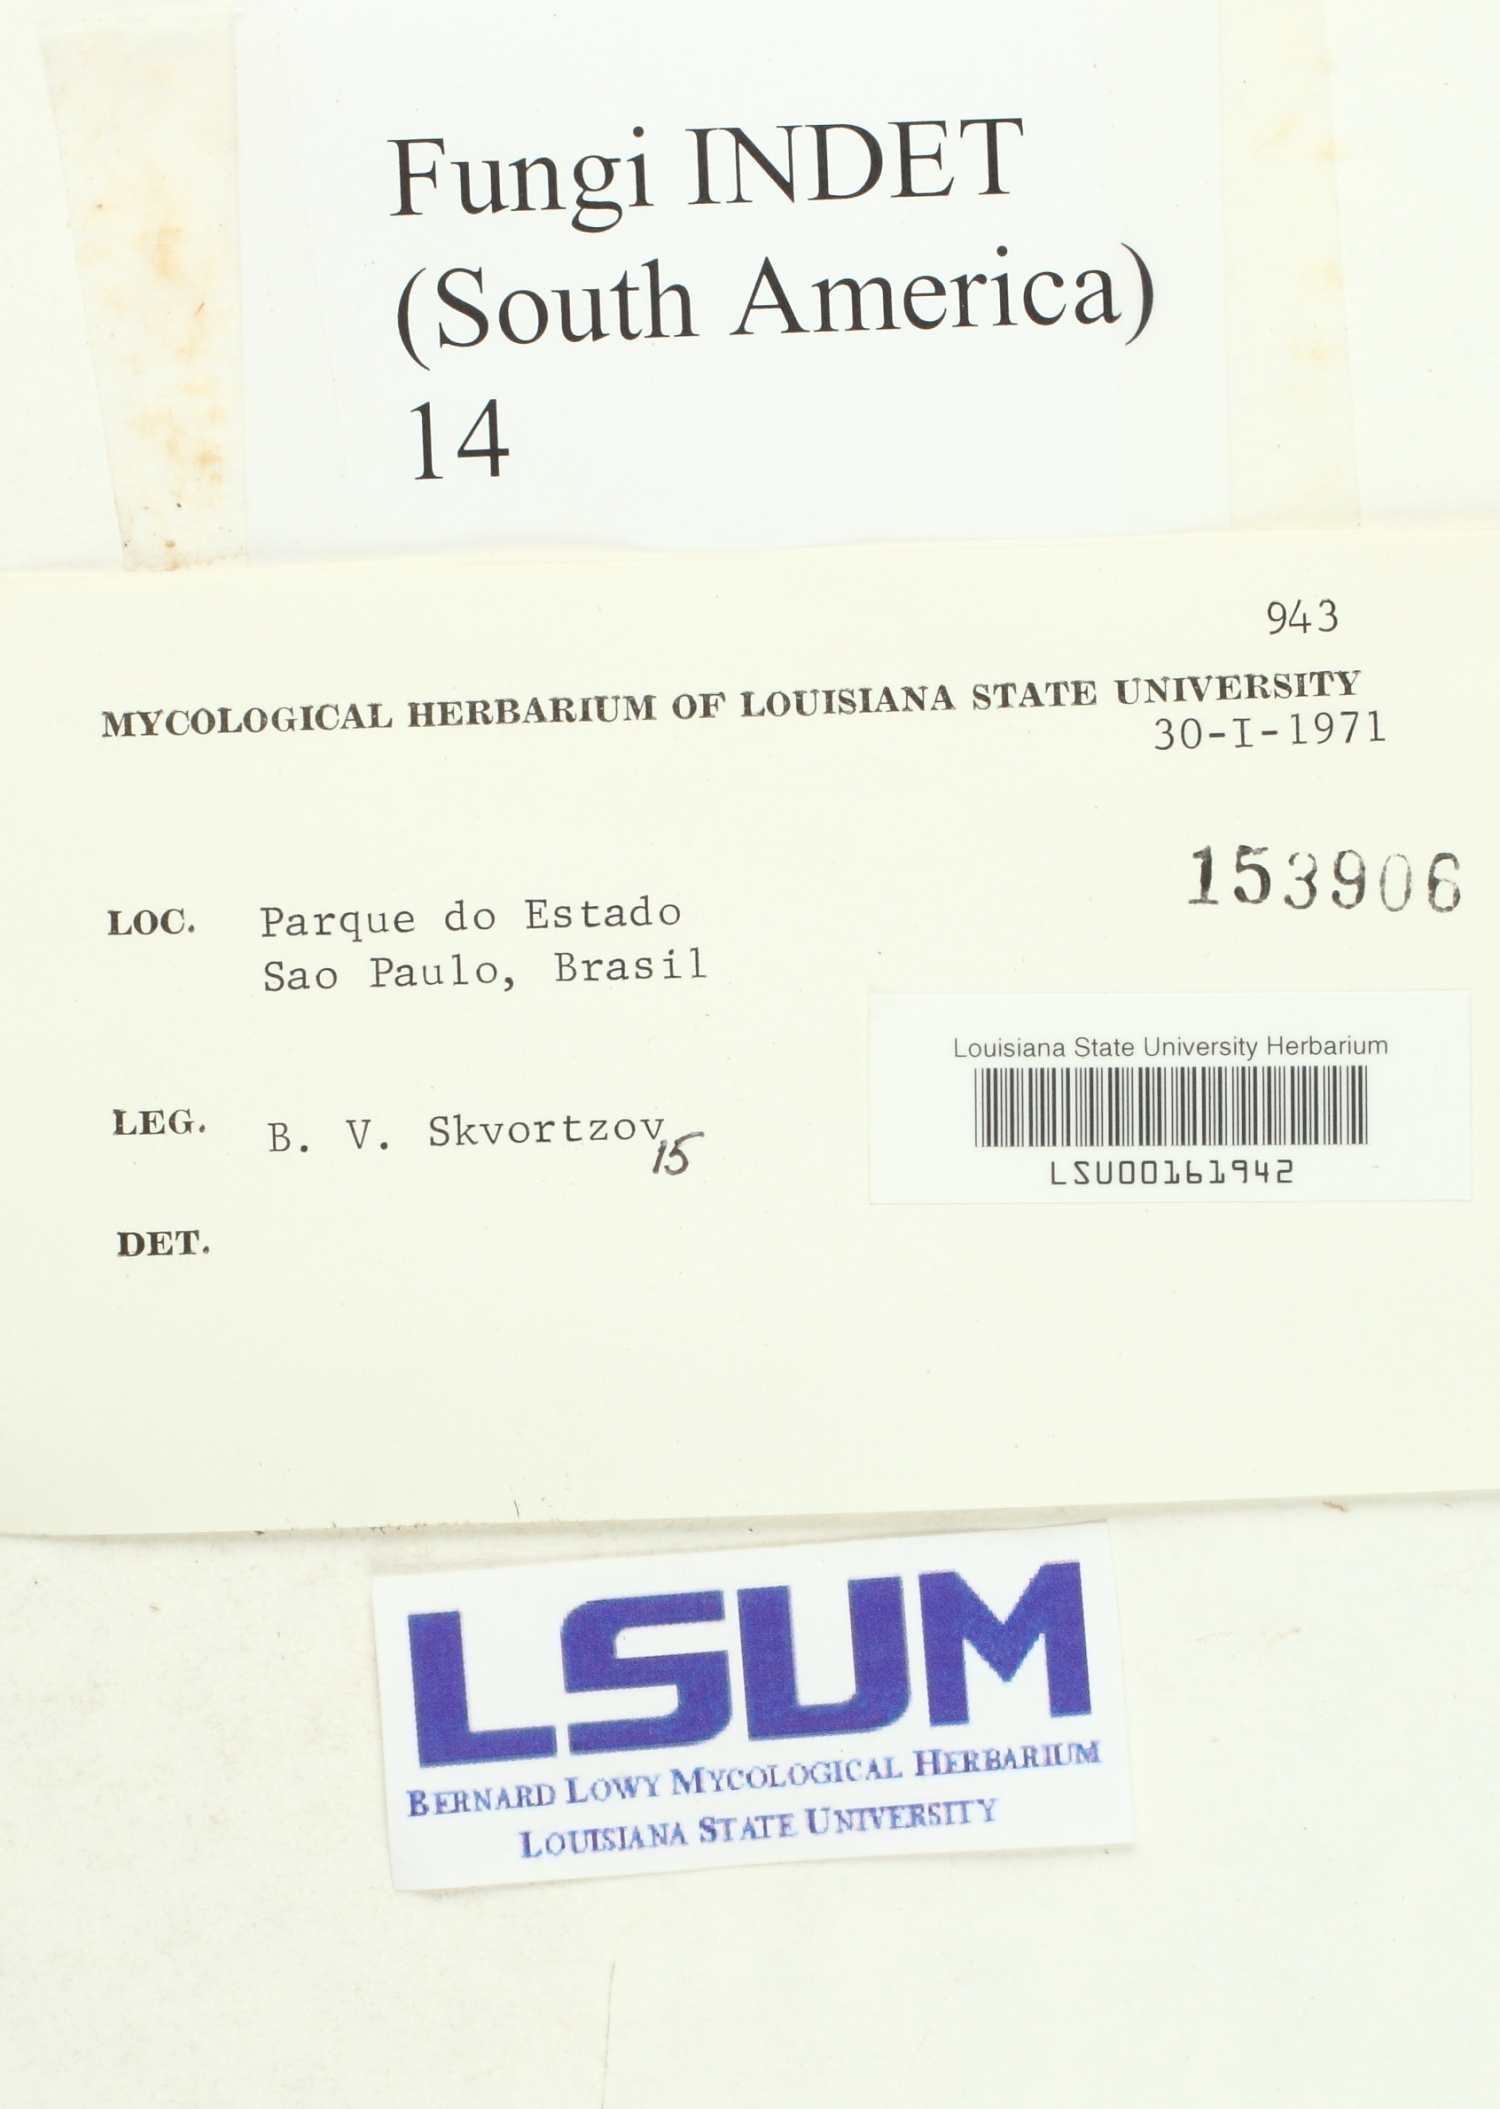 Fungi INDET
(South America)
14
943
MYCOLOGICAL HERBARIUM OF LOUISIANA STATE UNIVERSITY
30-I-1971
153906
LOC. Parque do Estado
Sao Paulo, Brasil
Louisiana State University Herbarium
LSU00161942
LEG. B. V. Skvortzov
15
DET.
LSUM
BERNARD LOWY MYCOLOGICAL HERBARIUM
LOUISIANA STATE UNIVERSITY